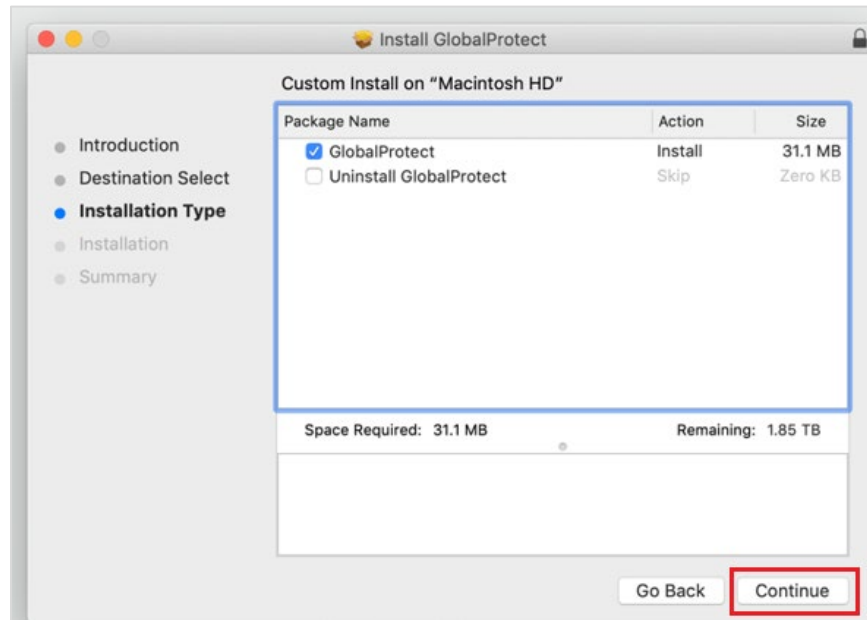 Install GlobalProtect
Custom Install on “Macintosh HD”
Introduction
Destination Select
Installation Type
Installation
Summary
Package Name Action Size
GlobalProtect Install 31.1 MB
Uninstall GlobalProtect Skip Zero KB
Space Required: 31.1 MB Remaining: 1.85 TB
Go Back Continue